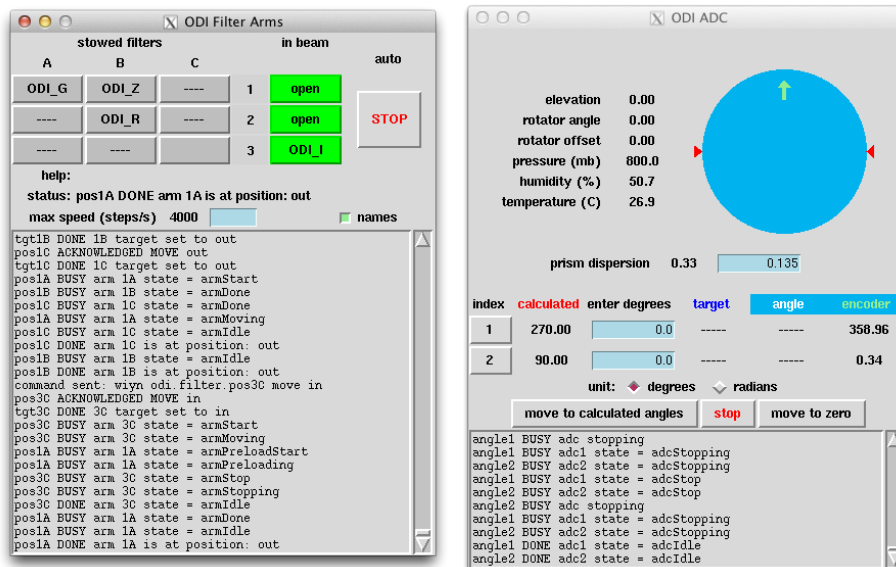 ODI Filter Arms
stowed filters in beam
A B C auto
ODI_G ODI_Z ---- 1 open
---- ODI_R ---- 2 open STOP
---- ---- 3 ODI_I
help:
status: pos1A DONE arm 1A is at position: out
max speed (steps/s) 4000 names
tgt1B DONE 1B target set to out
pos1C ACKNOWLEDGED MOVE out
tgt1C DONE 1C target set to out
pos1A BUSY arm 1A state = armStart
pos1B BUSY arm 1B state = armDone
pos1C BUSY arm 1C state = armDone
pos1A BUSY arm 1A state = armMoving
pos1C BUSY arm 1C state = armIdle
pos1C DONE arm 1C is at position: out
pos1B BUSY arm 1B state = armIdle
pos1B DONE arm 1B is at position: out
command sent: wiyn odi.filter.pos3C move in
pos3C ACKNOWLEDGED MOVE in
tgt3C DONE 3C target set to in
pos3C BUSY arm 3C state = armStart
pos3C BUSY arm 3C state = armMoving
pos1A BUSY arm 1A state = armPreloadStart
pos1A BUSY arm 1A state = armPreloading
pos3C BUSY arm 3C state = armStop
pos3C BUSY arm 3C state = armStopping
pos3C DONE arm 3C state = armIdle
pos1A BUSY arm 1A state = armDone
pos1A BUSY arm 1A state = armIdle
pos1A DONE arm 1A is at position: out
ODI ADC
elevation 0.00
rotator angle 0.00
rotator offset 0.00
pressure (mb) 800.0
humidity (%) 50.7
temperature (C) 26.9
prism dispersion 0.33 0.135
index calculated enter degrees target angle encoder
1 270.00 0.0 ----- ----- 358.96
2 90.00 0.0 ----- ----- 0.34
unit: degrees radians
move to calculated angles stop move to zero
angle1 BUSY adc stopping
angle1 BUSY adc1 state = adcStopping
angle2 BUSY adc2 state = adcStopping
angle1 BUSY adc1 state = adcStop
angle2 BUSY adc2 state = adcStop
angle2 BUSY adc stopping
angle1 BUSY adc1 state = adcStopping
angle2 BUSY adc2 state = adcStopping
angle1 DONE adc1 state = adcIdle
angle2 DONE adc2 state = adcIdle